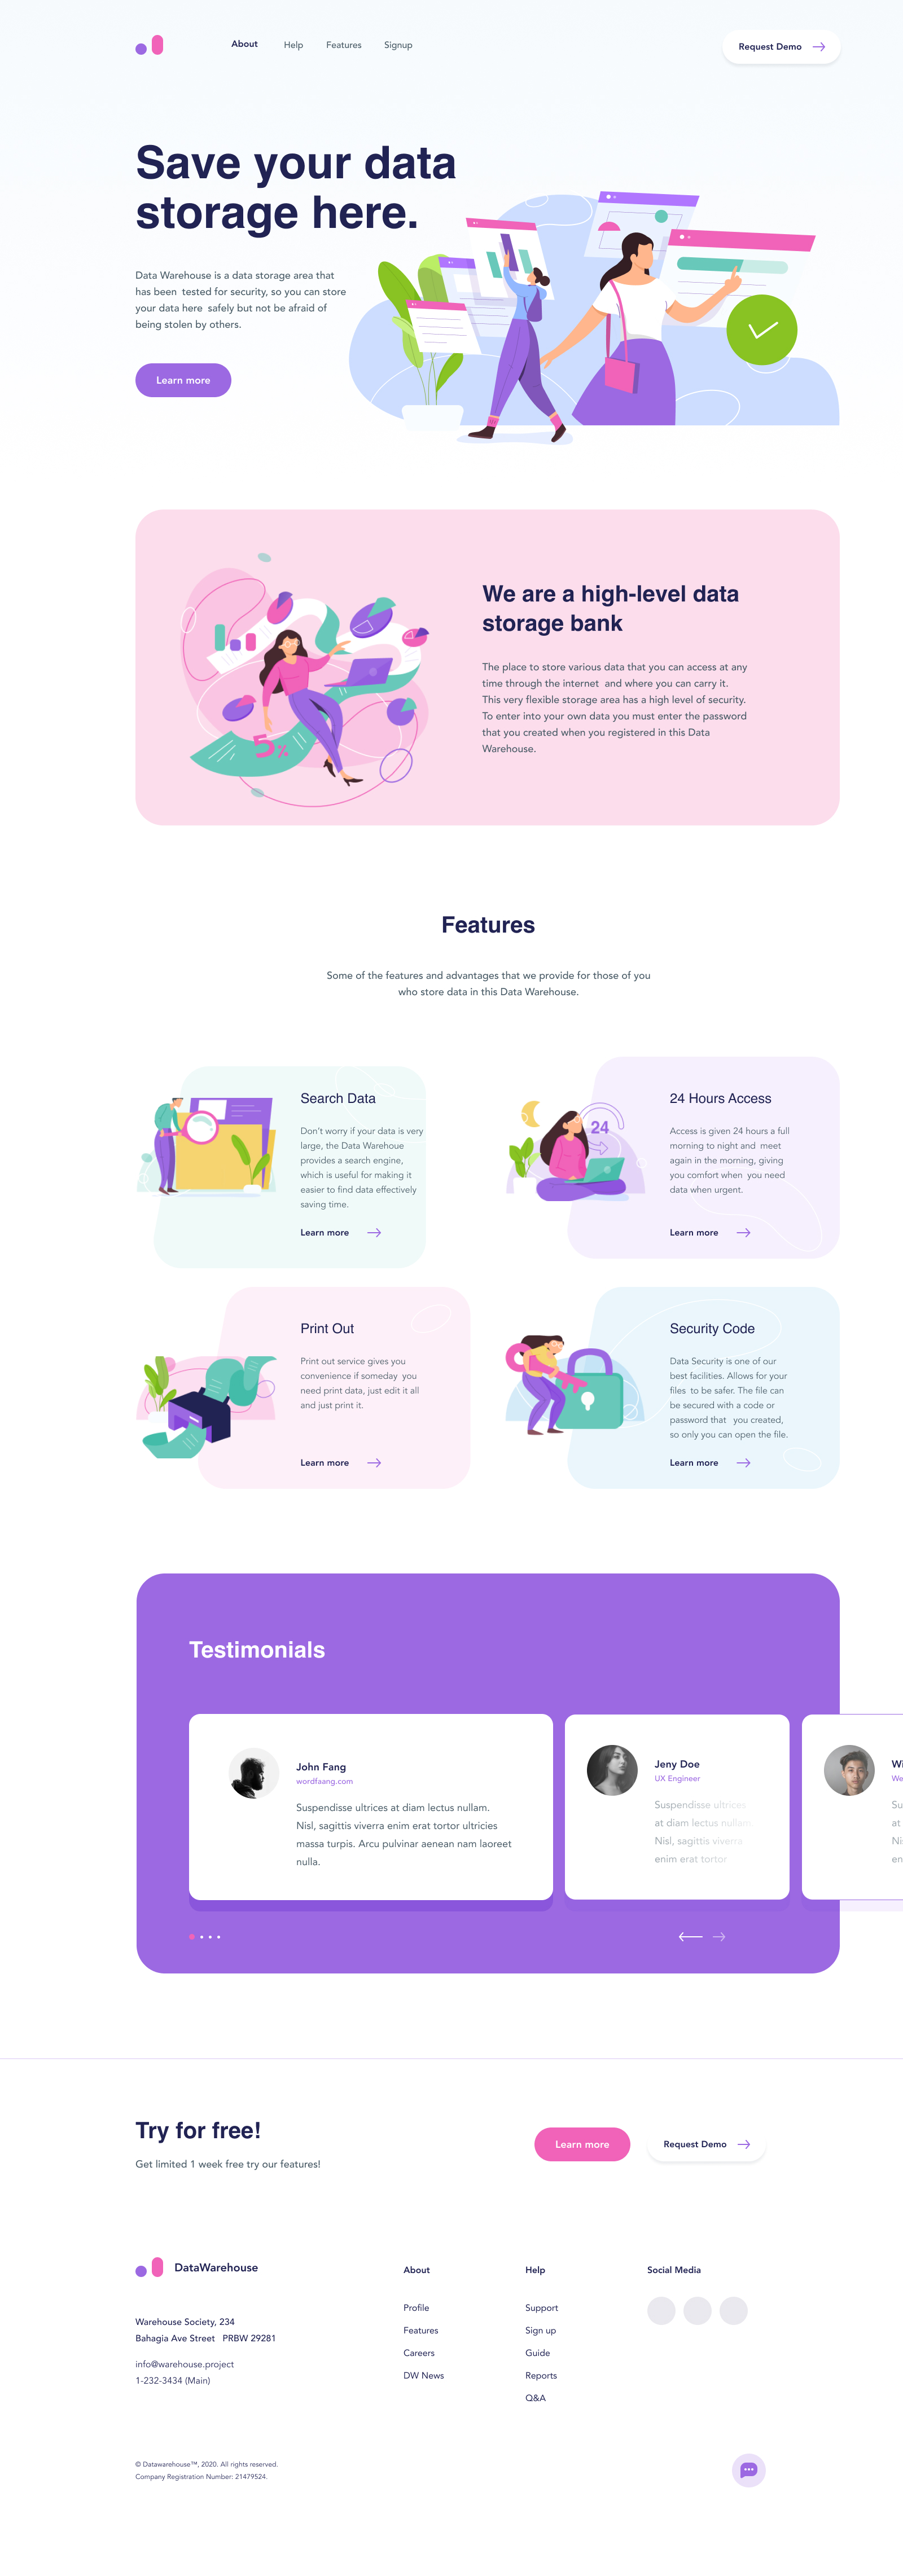 About
Help
Features
Signup
Request Demo
Save your data
storage here.
Data Warehouse is a data storage area that
has been tested for security, so you can store
your data here safely but not be afraid of
being stolen by others.
Learn more
We are a high-level data
storage bank
The place to store various data that you can access at any
time through the internet and where you can carry it.
This very flexible storage area has a high level of security.
To enter into your own data you must enter the password
that you created when you registered in this Data
Warehouse.
5%
Features
Some of the features and advantages that we provide for those of you
who store data in this Data Warehouse.
Search Data
Don't worry if your data is very
large, the Data Warehoue
provides a search engine,
which is useful for making it
easier to find data effectively
saving time.
Learn more
24
24 Hours Access
Access is given 24 hours a full
morning to night and meet
again in the morning, giving
you comfort when you need
data when urgent.
Learn more
Print Out
Print out service gives you
convenience if someday you
need print data, just edit it all
and just print it.
Learn more
Security Code
Data Security is one of our
best facilities. Allows for your
files to be safer. The file can
be secured with a code or
password that you created,
so only you can open the file.
Learn more
Testimonials
John Fang
wordfaang.com
Suspendisse ultrices at diam lectus nullam.
Nisl, sagittis viverra enim erat tortor ultricies
massa turpis. Arcu pulvinar aenean nam laoreet
nulla.
Jeny Doe
UX Engineer
Suspendisse ultrices
at diam lectus nullam
Nisl, sagittis viverra
enim erat tortor
Wi
We
Su
at
Nis
en
Try for free!
Get limited 1 week free try our features!
Learn more
Request Demo
DataWarehouse
Warehouse Society, 234
Bahagia Ave Street PRBW 29281
info@warehouse.project
1-232-3434 (Main)
About
Profile
Features
Careers
DW News
Help
Support
Sign up
Guide
Reports
Q&A
Social Media
© Datawarehouse™, 2020. All rights reserved.
Company Registration Number: 21479524.